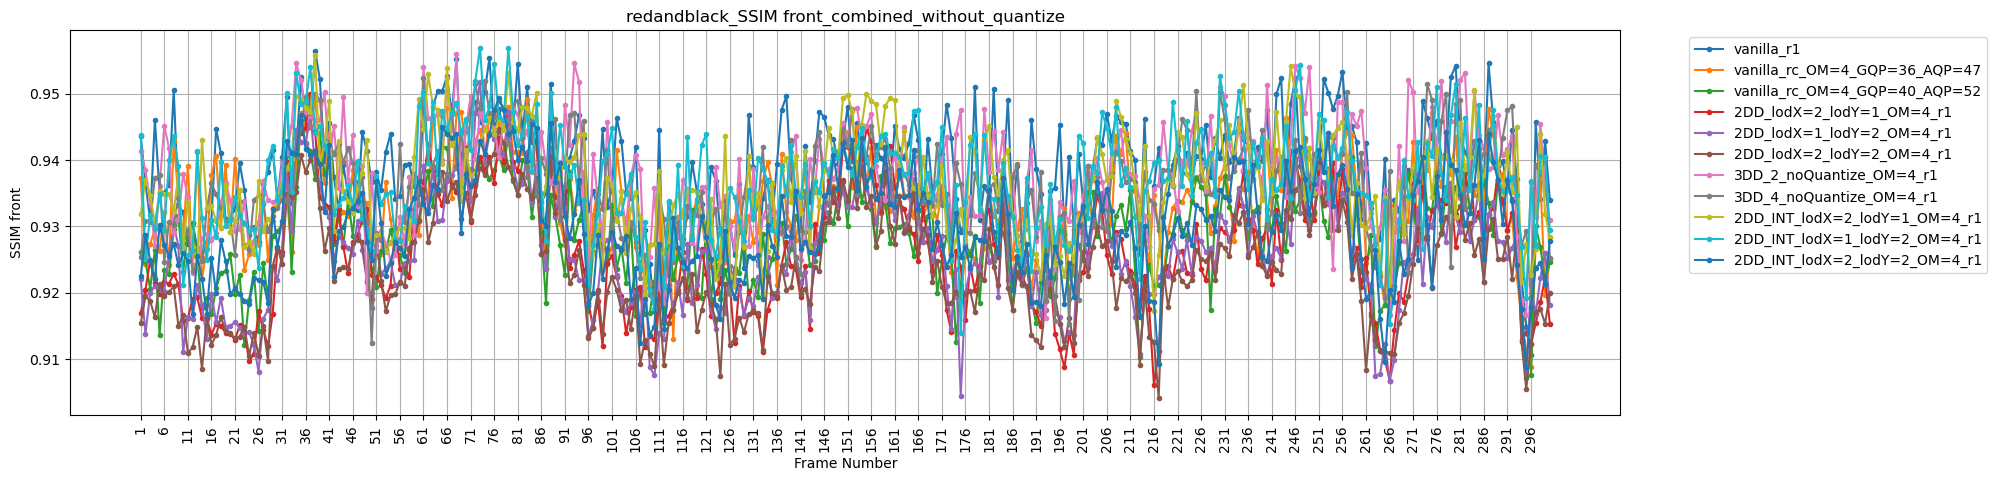 redandblack_SSIM front_combined_without_quantize
SSIM front
0.95
0.94
0.93
0.92
0.91
1 6 11 16 21 26 31 36 41 46 51 56 61 66 71 76 81 86 91 96 101 106 111 116 121 126 131 136 141 146 151 156 161 166 171 176 181 186 191 196 201 206 211 216 221 226 231 236 241 246 251 256 261 266 271 276 281 286 291 296
Frame Number
vanilla_r1
vanilla_rc_OM=4_GQP=36_AQP=47
vanilla_rc_OM=4_GQP=40_AQP=52
2DD_lodX=2_lodY=1_OM=4_r1
2DD_lodX=1_lodY=2_OM=4_r1
2DD_lodX=2_lodY=2_OM=4_r1
3DD_2_noQuantize_OM=4_r1
3DD_4_noQuantize_OM=4_r1
2DD_INT_lodX=2_lodY=1_OM=4_r1
2DD_INT_lodX=1_lodY=2_OM=4_r1
2DD_INT_lodX=2_lodY=2_OM=4_r1